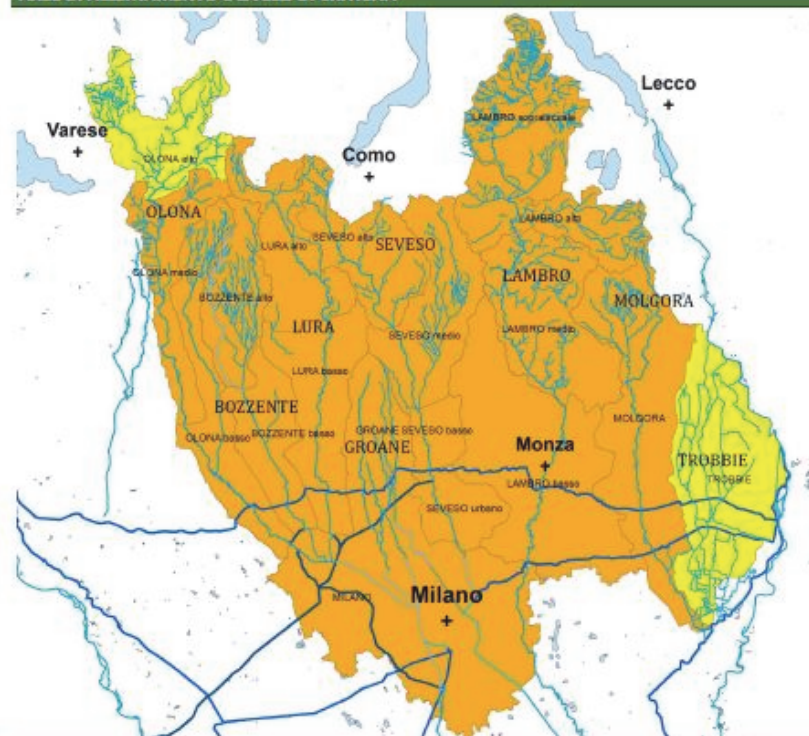 Lecco
LAMBRO
Varese
OLONA alto
Como
OLONA
LAMBRO alto
LURA alto
SEVESO alto
SEVESO
OLONA medio
LAMBRO
BOZZENTE alto
MOLGORA
LURA
LAMBRO medio
SEVESO medio
LURA basso
BOZZENTE
MOLGORA
OLONA basso
BOZZENTE basso
GROANE
SEVESO basso
GROANE
Monza
TROBBIE
TROBBIE
LAMBRO basso
SEVESO urbano
MILANO
Milano